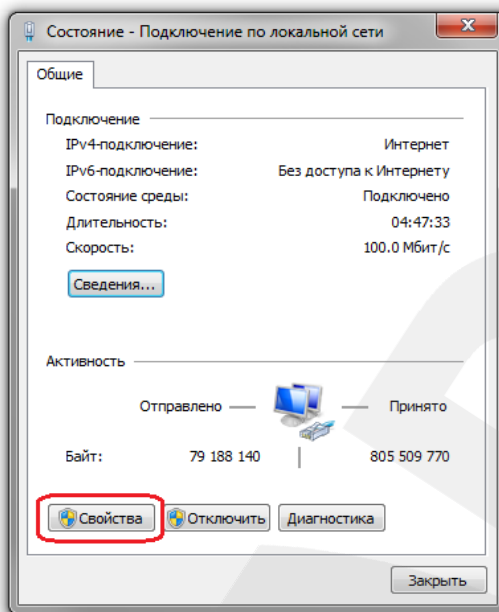 Состояние - Подключение по локальной сети
Общие
Подключение
IPv4-подключение: Интернет
IPv6-подключение: Без доступа к Интернету
Состояние среды: Подключено
Длительность: 04:47:33
Скорость: 100.0 Мбит/с
Сведения...
Активность
Отправлено — — Принято
Байт: 79 188 140 | 805 509 770
Свойства Отключить Диагностика
Закрыть